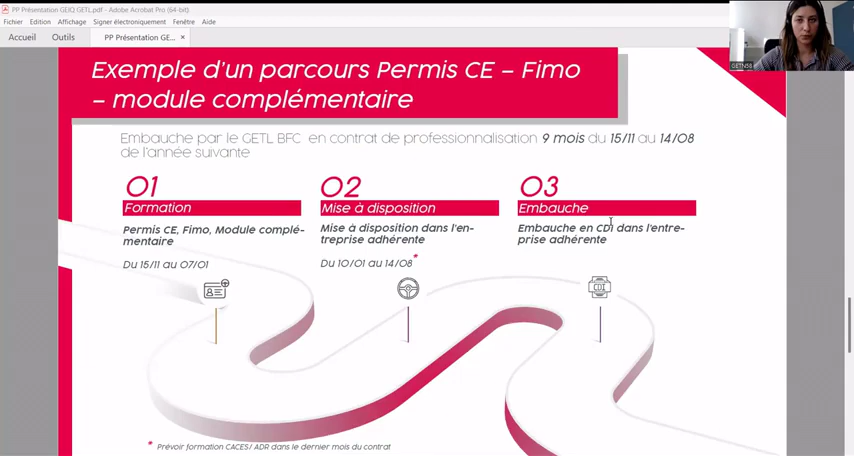 PP Présentation GEIQ GETL.pdf - Adobe Acrobat Pro (64-bit)
Fichier Edition Affichage Signer électroniquement Fenêtre Aide
Accueil Outils PP Présentation GE... ×
GETN58
Exemple d'un parcours Permis CE – Fimo
– module complémentaire
Embauche par le GETL BFC en contrat de professionnalisation 9 mois du 15/11 au 14/08
de l'année suivante
01
Formation
Permis CE, Fimo, Module complé-
mentaire
Du 15/11 au 07/01
02
Mise à disposition
Mise à disposition dans l'en-
treprise adhérente
Du 10/01 au 14/08*
03
Embauche
Embauche en CDI dans l'entre-
prise adhérente
CDI
* Prévoir formation CACES/ ADR dans le dernier mois du contrat